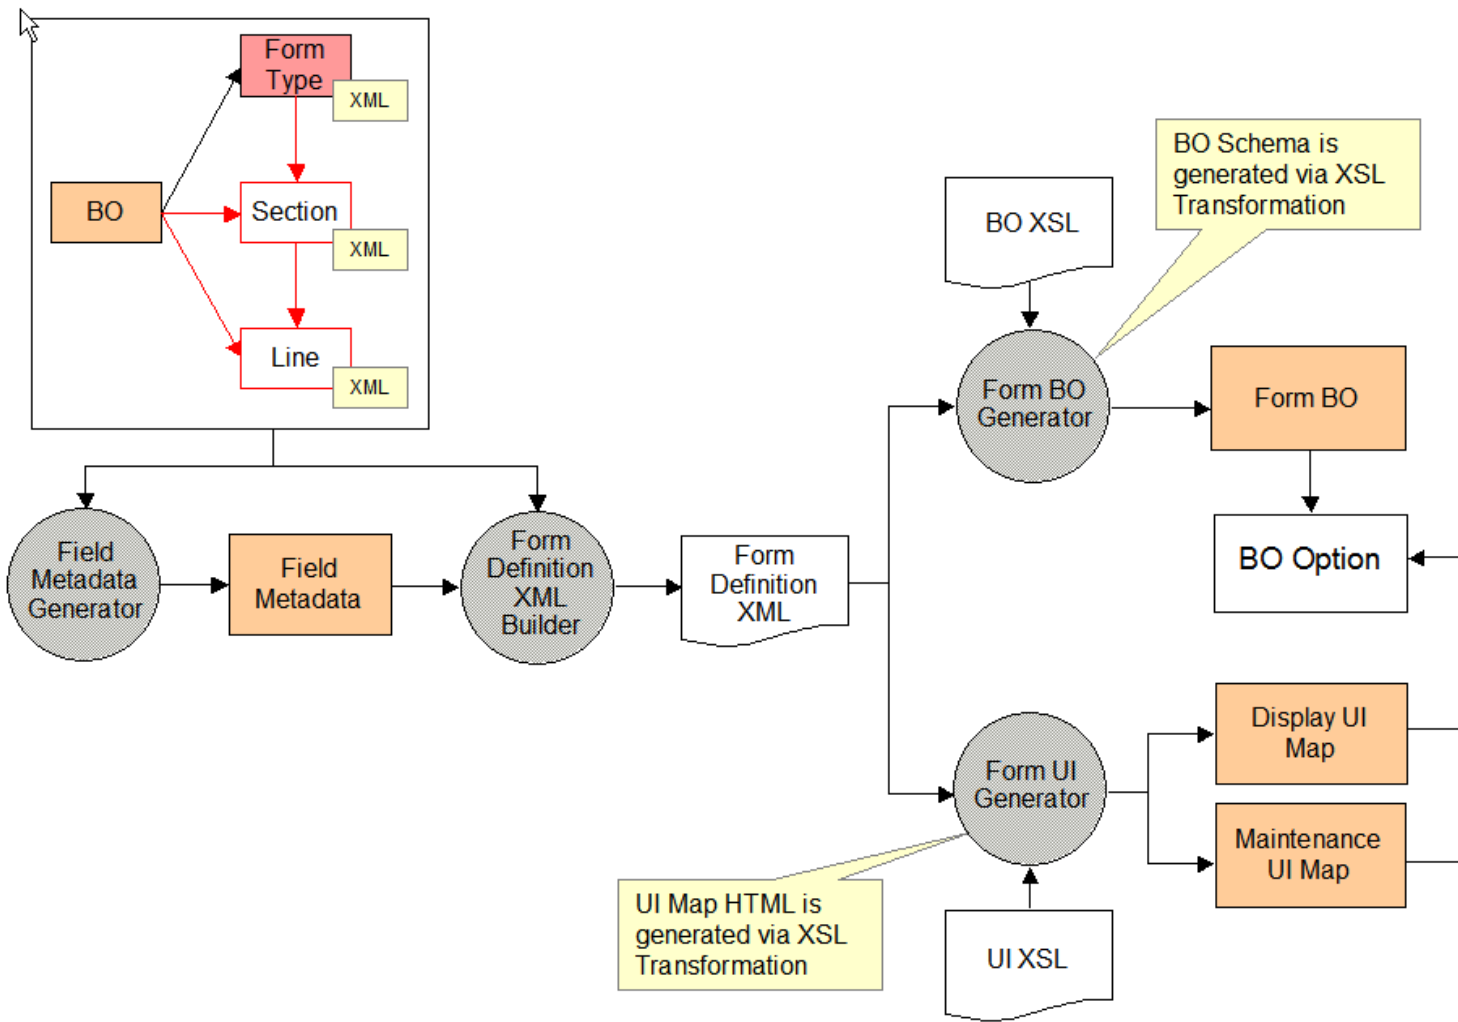 Form
Type
XML
BO
Section
XML
Line
XML
BO Schema is
generated via XSL
Transformation
BO XSL
Form BO
Generator
Form BO
BO Option
Field
Metadata
Generator
Field
Metadata
Form
Definition
XML
Builder
Form
Definition
XML
Form UI
Generator
Display UI
Map
Maintenance
UI Map
UI Map HTML is
generated via XSL
Transformation
UI XSL